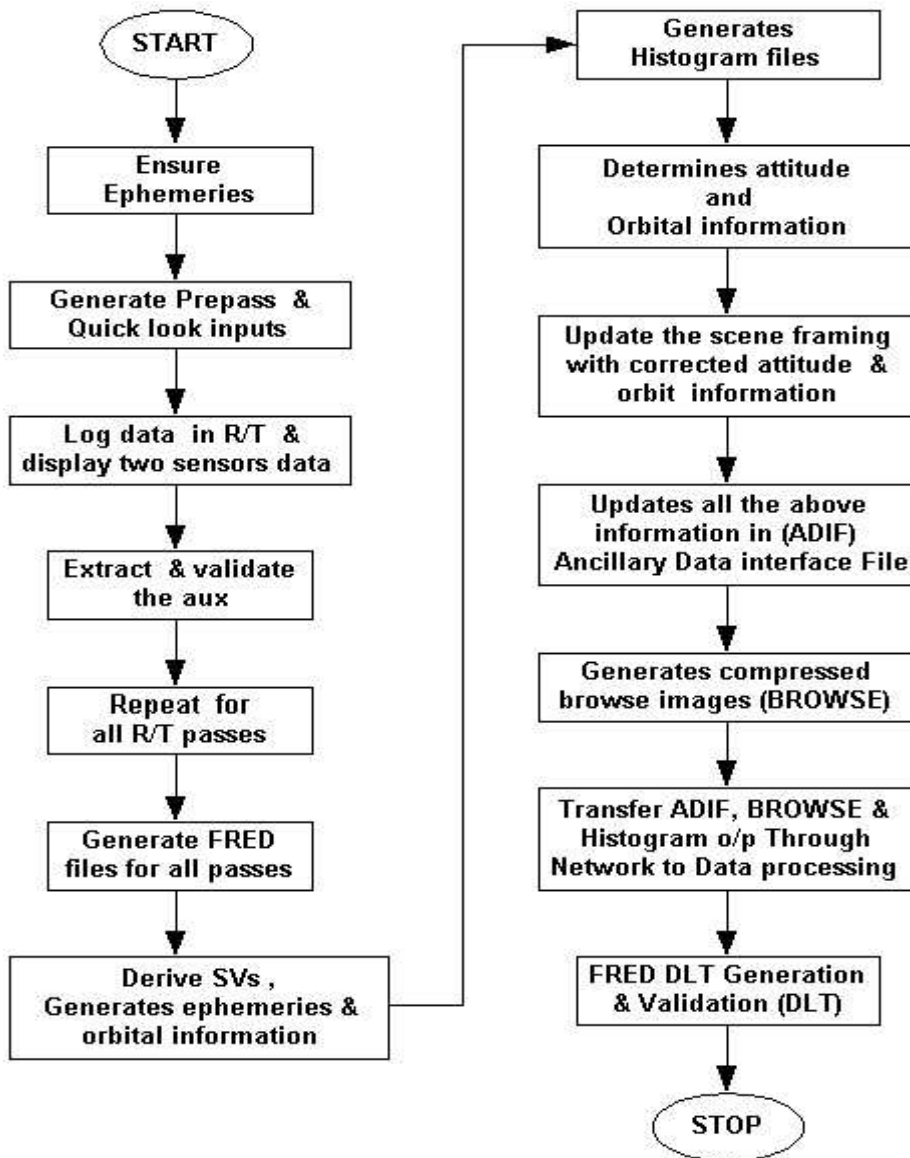 START
Ensure
Ephemeries
Generate Prepass &
Quick look inputs
Log data in R/T &
display two sensors data
Extract & validate
the aux
Repeat for
all R/T passes
Generate FRED
files for all passes
Derive SVs ,
Generates ephemeries &
orbital information
Generates
Histogram files
Determines attitude
and
Orbital information
Update the scene framing
with corrected attitude &
orbit information
Updates all the above
information in (ADIF)
Ancillary Data interface File
Generates compressed
browse images (BROWSE)
Transfer ADIF, BROWSE &
Histogram o/p Through
Network to Data processing
FRED DLT Generation
& Validation (DLT)
STOP